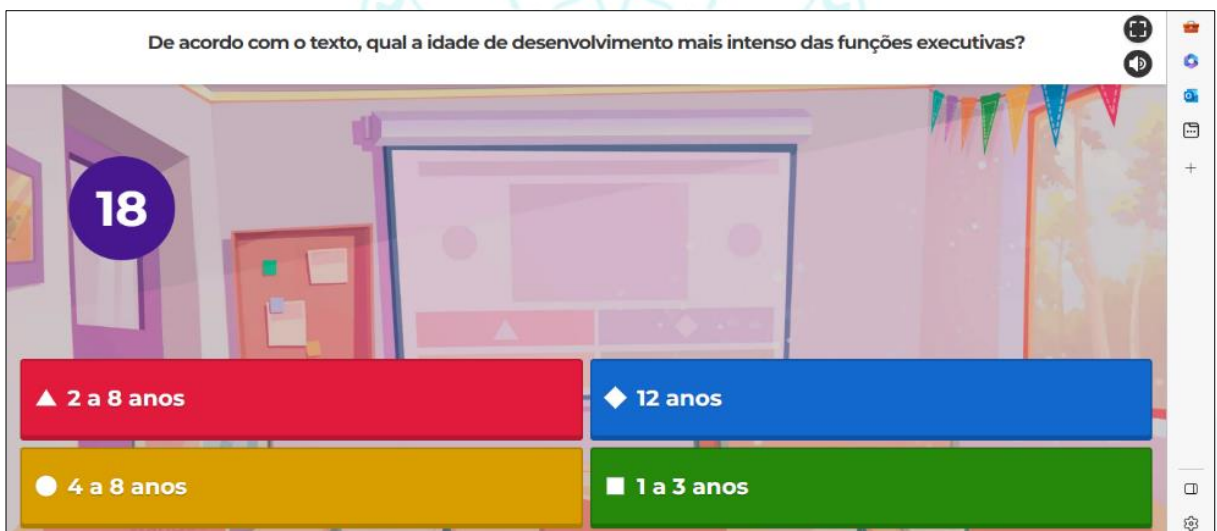 De acordo com o texto, qual a idade de desenvolvimento mais intenso das funções executivas?
18
2 a 8 anos
12 anos
4 a 8 anos
1 a 3 anos